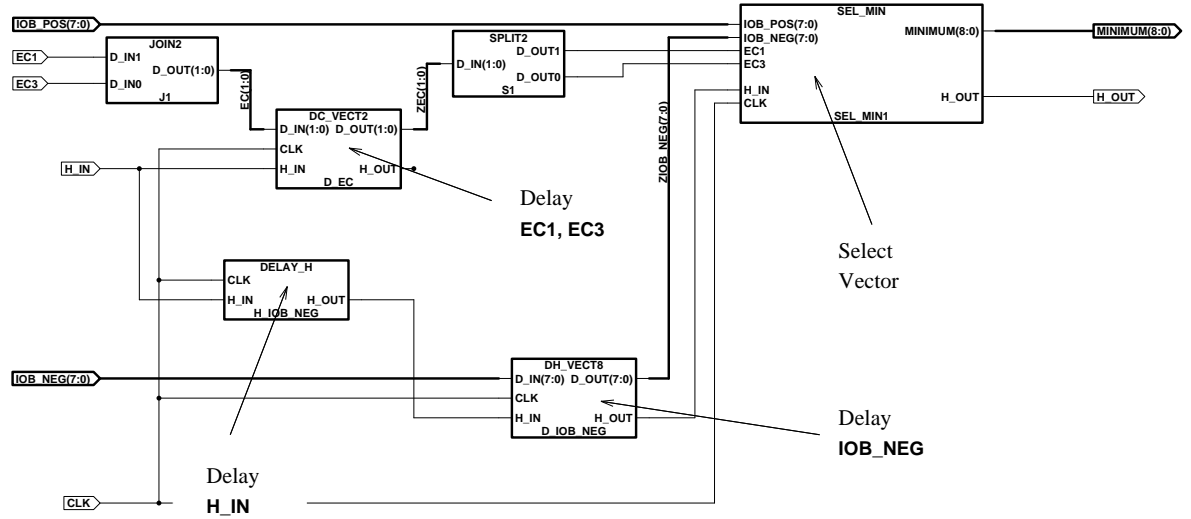 IOB_POS(7:0)
EC1
EC3
JOIN2
D_IN1
D_OUT(1:0)
D_IN0
J1
EC(1:0)
DC_VECT2
D_IN(1:0) D_OUT(1:0)
CLK
H_IN H_OUT
D_EC
ZEC(1:0)
SPLIT2
D_OUT1
D_IN(1:0)
D_OUT0
S1
SEL_MIN
IOB_POS(7:0)
IOB_NEG(7:0)
EC1
EC3
H_IN
CLK
MINIMUM(8:0)
H_OUT
SEL_MIN1
MINIMUM(8:0)
H_OUT
ZIOB_NEG(7:0)
H_IN
Delay
EC1, EC3
Select
Vector
DELAY_H
CLK
H_IN H_OUT
H_IOB_NEG
IOB_NEG(7:0)
DH_VECT8
D_IN(7:0) D_OUT(7:0)
CLK
H_IN H_OUT
D_IOB_NEG
Delay
IOB_NEG
Delay
H_IN
CLK